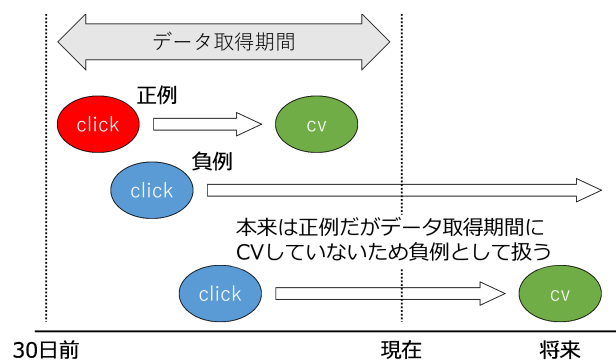 データ取得期間
正例
click
cv
負例
click
本来は正例だがデータ取得期間に
CVしていないため負例として扱う
click
cv
30日前
現在
将来